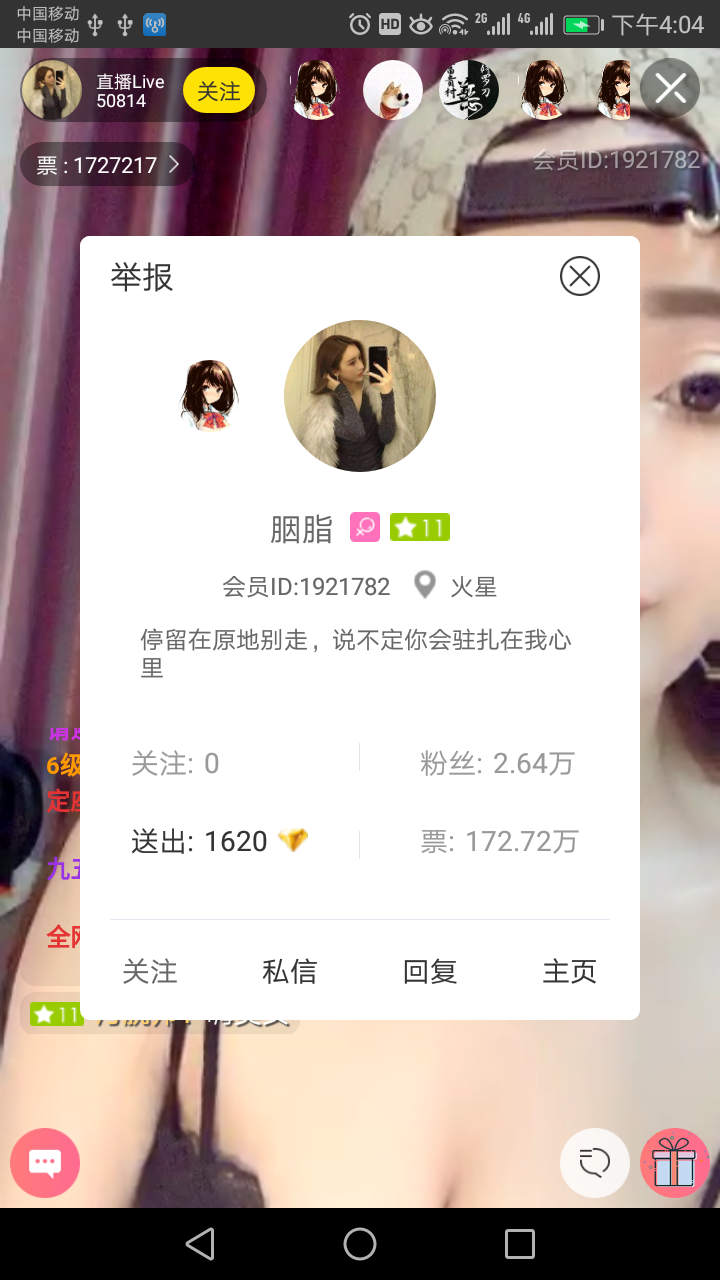 中国移动
中国移动
HD
2G
4G
下午4:04
直播Live
50814
关注
票 : 1727217
会员ID:1921782
举报
胭脂
11
会员ID:1921782
火星
停留在原地别走，说不定你会驻扎在我心
里
关注: 0
粉丝: 2.64万
送出: 1620
票: 172.72万
6级
定
九五
全网
关注
私信
回复
主页
11